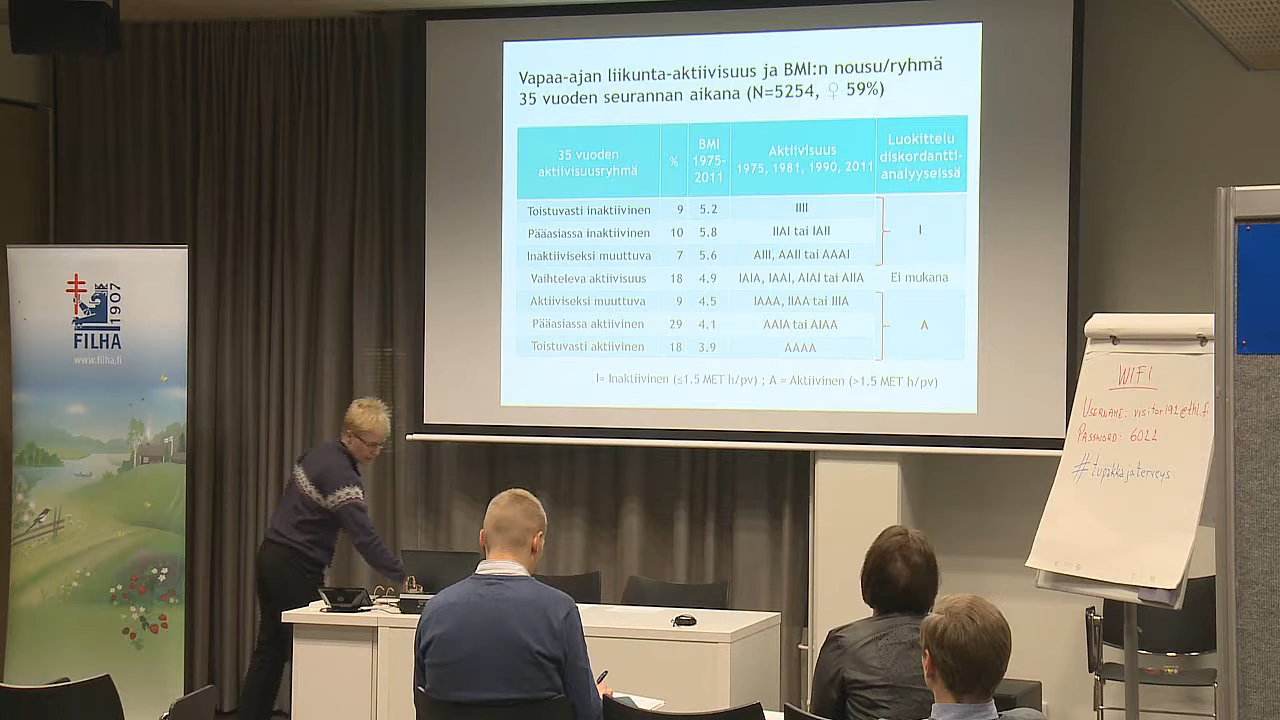 Vapaa-ajan liikunta-aktiivisuus ja BMI:n nousu/ryhmä
35 vuoden seurannan aikana (N=5254, ♀ 59%)
35 vuoden
aktiivisuusryhmä
%
BMI
1975-
2011
Aktiivisuus
1975, 1981, 1990, 2011
Luokittelu
diskordantti-
analyyseissä
Toistuvasti inaktiivinen 9 5.2 IIII
Pääasiassa inaktiivinen 10 5.8 IIAI tai IAII
I
Inaktiiviseksi muuttuva 7 5.6 AIII, AAII tai AAAI
Vaihteleva aktiivisuus 18 4.9 IAIA, IAAI, AIAI tai AIIA Ei mukana
Aktiiviseksi muuttuva 9 4.5 IAAA, IIAA tai IIIA
Pääasiassa aktiivinen 29 4.1 AAIA tai AIAA A
Toistuvasti aktiivinen 18 3.9 AAAA
I= Inaktiivinen (≤1.5 MET h/pv) ; A = Aktiivinen (>1.5 MET h/pv)
1907
FILHA
www.filha.fi
WIFI
USERNAME: visitor192@thl.fi
PASSWORD: 6022
#tupakkajaterveys